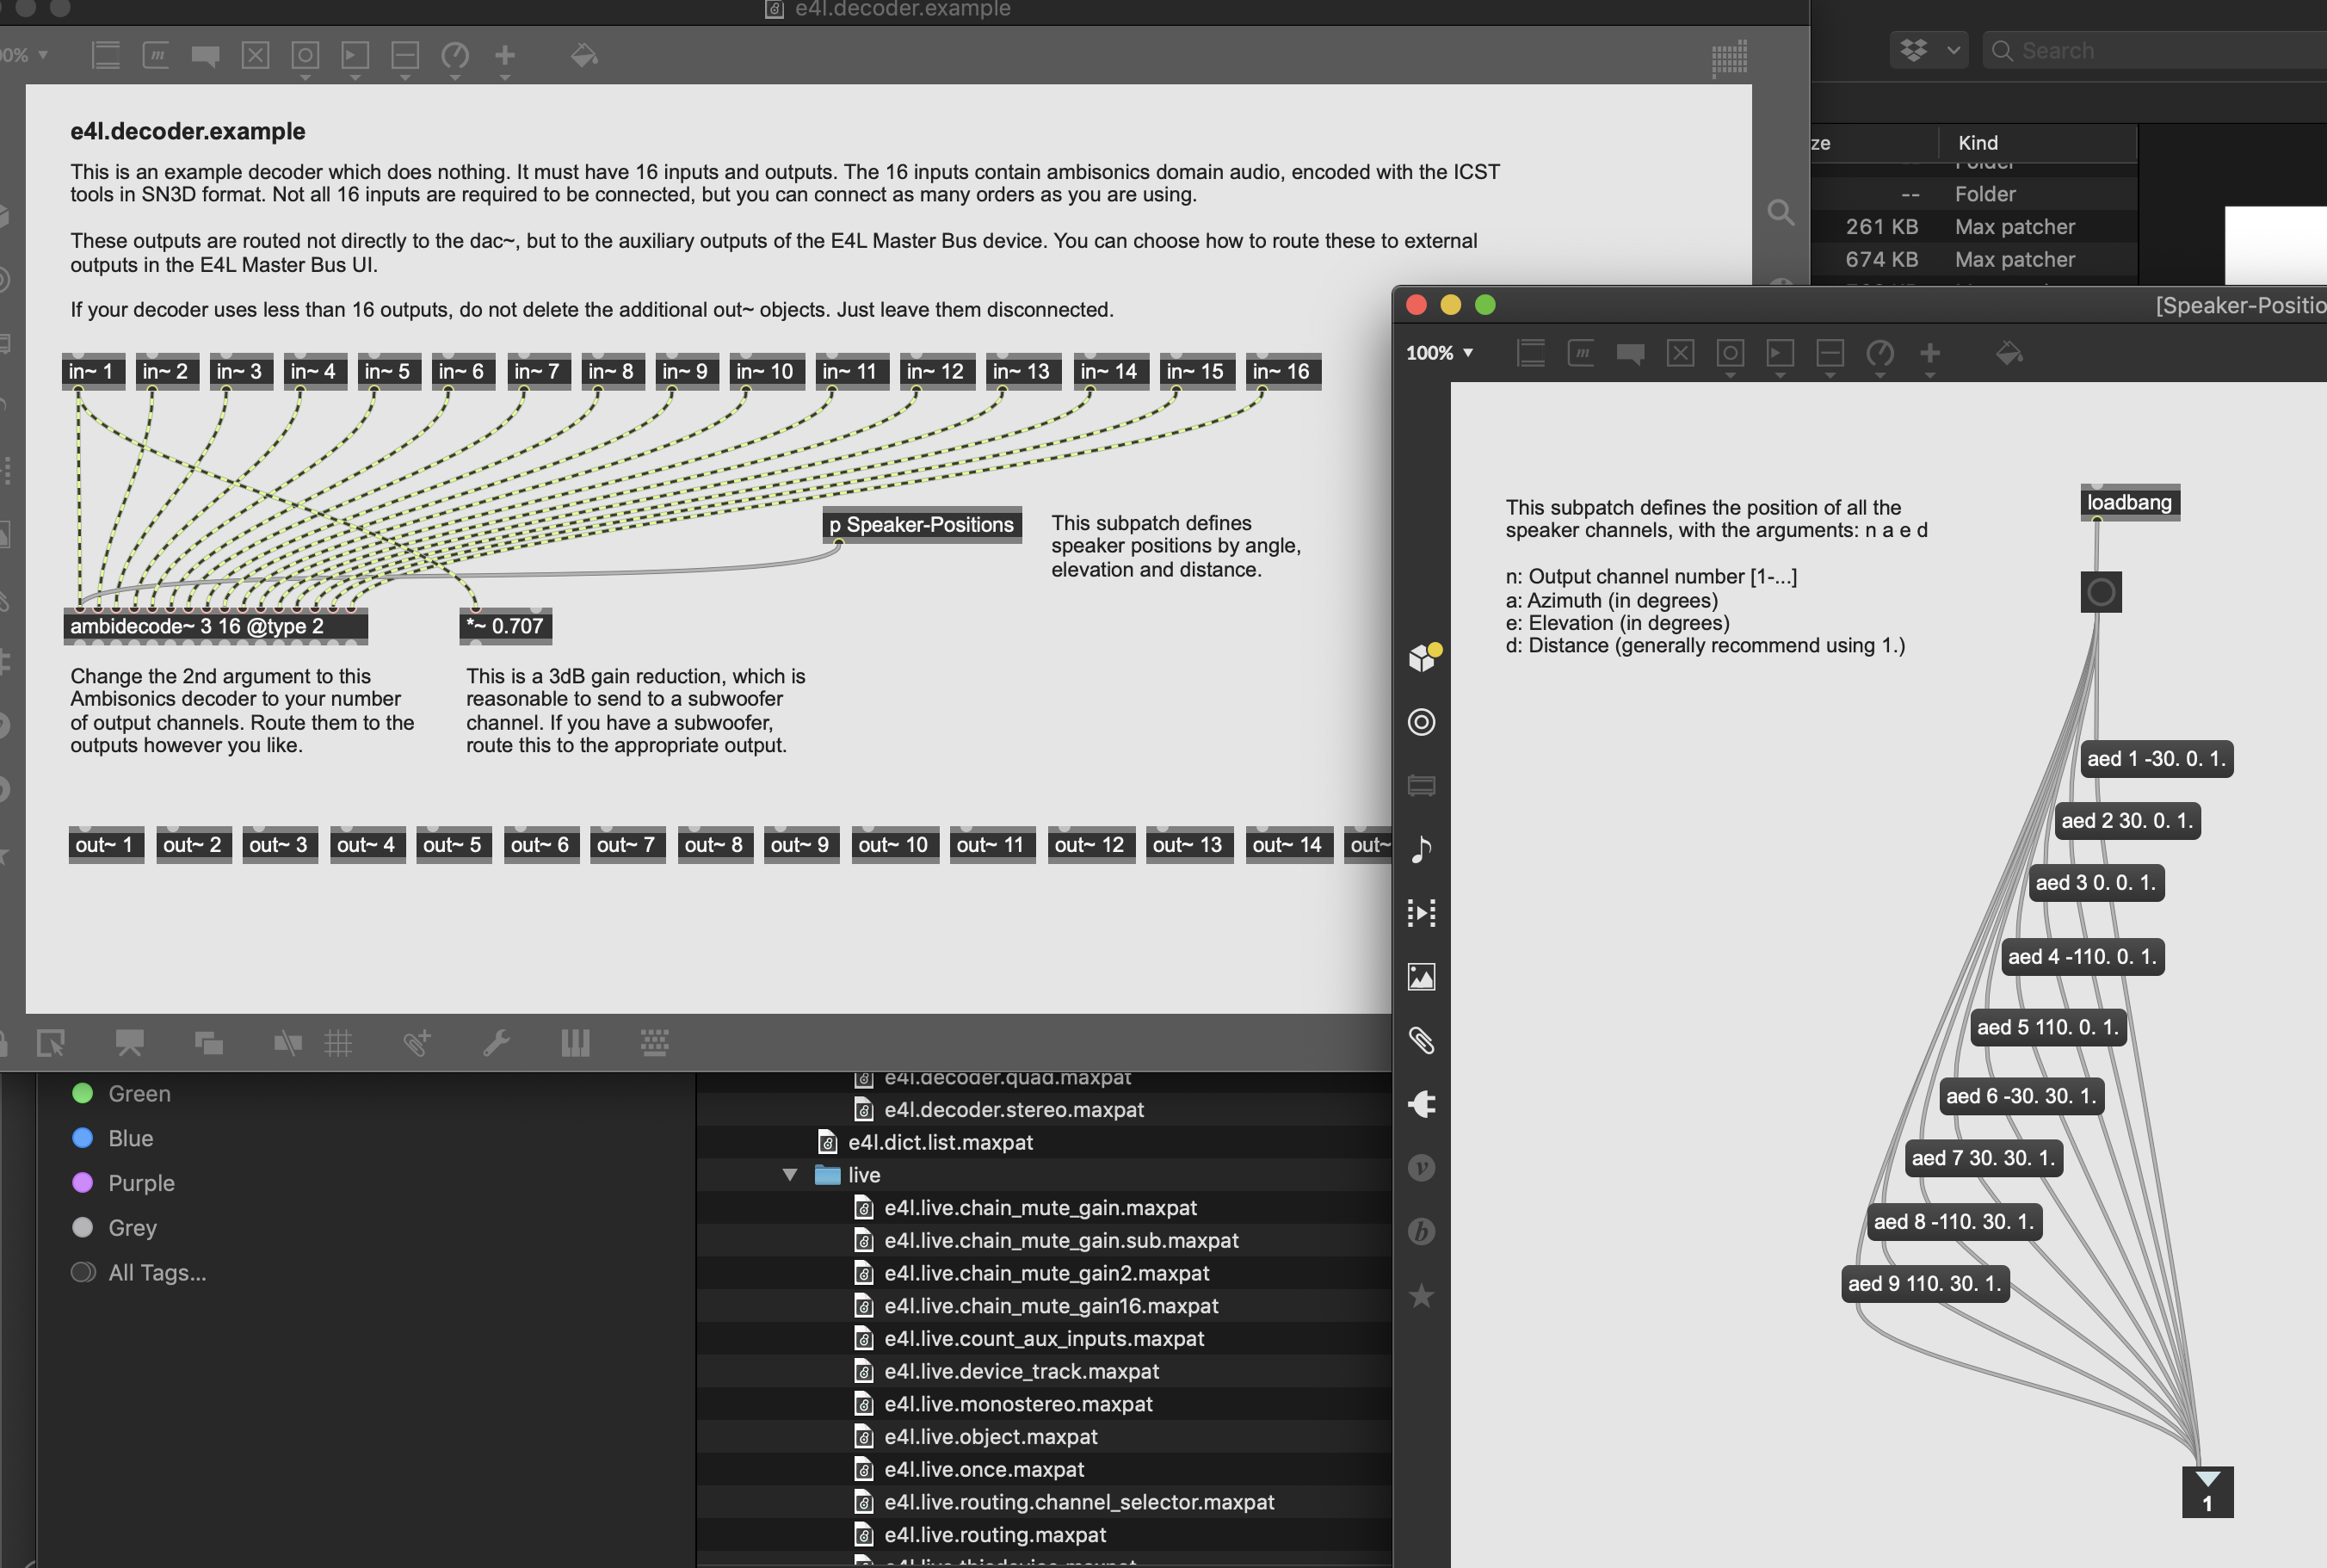 e4l.decoder.example
Search
e4l.decoder.example
This is an example decoder which does nothing. It must have 16 inputs and outputs. The 16 inputs contain ambisonics domain audio, encoded with the ICST
tools in SN3D format. Not all 16 inputs are required to be connected, but you can connect as many orders as you are using.
These outputs are routed not directly to the dac~, but to the auxiliary outputs of the E4L Master Bus device. You can choose how to route these to external
outputs in the E4L Master Bus UI.
If your decoder uses less than 16 outputs, do not delete the additional out~ objects. Just leave them disconnected.
in~ 1 in~ 2 in~ 3 in~ 4 in~ 5 in~ 6 in~ 7 in~ 8 in~ 9 in~ 10 in~ 11 in~ 12 in~ 13 in~ 14 in~ 15 in~ 16
p Speaker-Positions
This subpatch defines
speaker positions by angle,
elevation and distance.
ambidecode~ 3 16 @type 2
*~ 0.707
Change the 2nd argument to this
Ambisonics decoder to your number
of output channels. Route them to the
outputs however you like.
This is a 3dB gain reduction, which is
reasonable to send to a subwoofer
channel. If you have a subwoofer,
route this to the appropriate output.
out~ 1 out~ 2 out~ 3 out~ 4 out~ 5 out~ 6 out~ 7 out~ 8 out~ 9 out~ 10 out~ 11 out~ 12 out~ 13 out~ 14 out~
ze Kind
Folder
-- Folder
261 KB Max patcher
674 KB Max patcher
[Speaker-Positio
100%
This subpatch defines the position of all the
speaker channels, with the arguments: n a e d
n: Output channel number [1-...]
a: Azimuth (in degrees)
e: Elevation (in degrees)
d: Distance (generally recommend using 1.)
loadbang
aed 1 -30. 0. 1.
aed 2 30. 0. 1.
aed 3 0. 0. 1.
aed 4 -110. 0. 1.
aed 5 110. 0. 1.
aed 6 -30. 30. 1.
aed 7 30. 30. 1.
aed 8 -110. 30. 1.
aed 9 110. 30. 1.
1
Green
Blue
Purple
Grey
All Tags...
e4l.decoder.quad.maxpat
e4l.decoder.stereo.maxpat
e4l.dict.list.maxpat
live
e4l.live.chain_mute_gain.maxpat
e4l.live.chain_mute_gain.sub.maxpat
e4l.live.chain_mute_gain2.maxpat
e4l.live.chain_mute_gain16.maxpat
e4l.live.count_aux_inputs.maxpat
e4l.live.device_track.maxpat
e4l.live.monostereo.maxpat
e4l.live.object.maxpat
e4l.live.once.maxpat
e4l.live.routing.channel_selector.maxpat
e4l.live.routing.maxpat